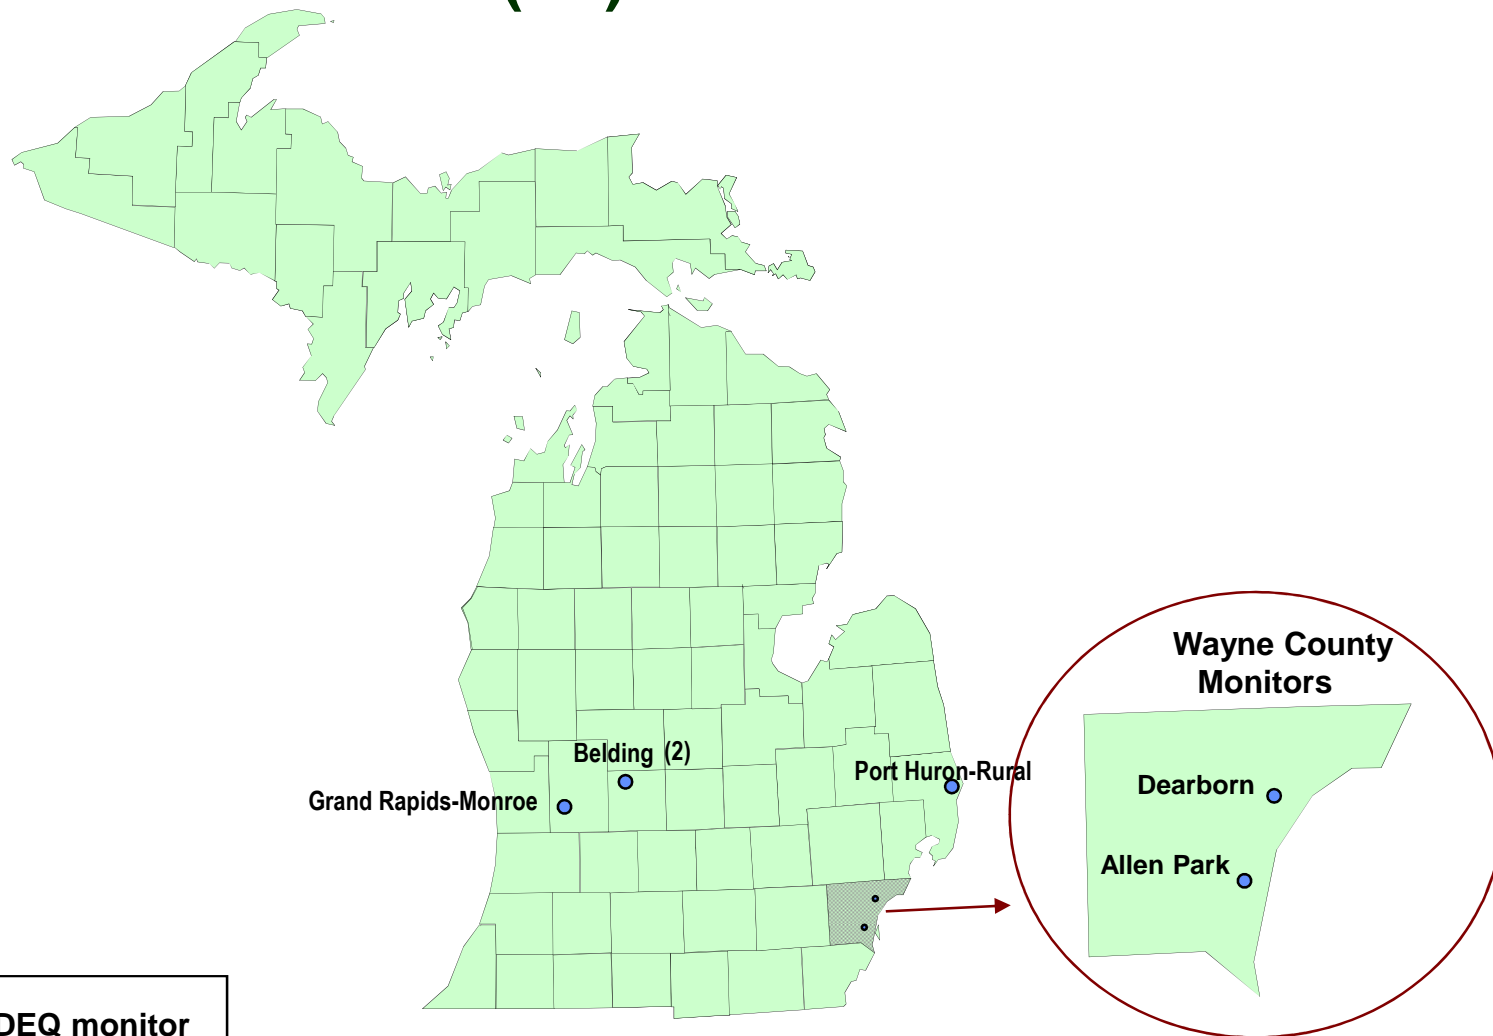 Wayne County
Monitors
Belding (2)
Port Huron-Rural
Grand Rapids-Monroe
Dearborn
Allen Park
DEQ monitor